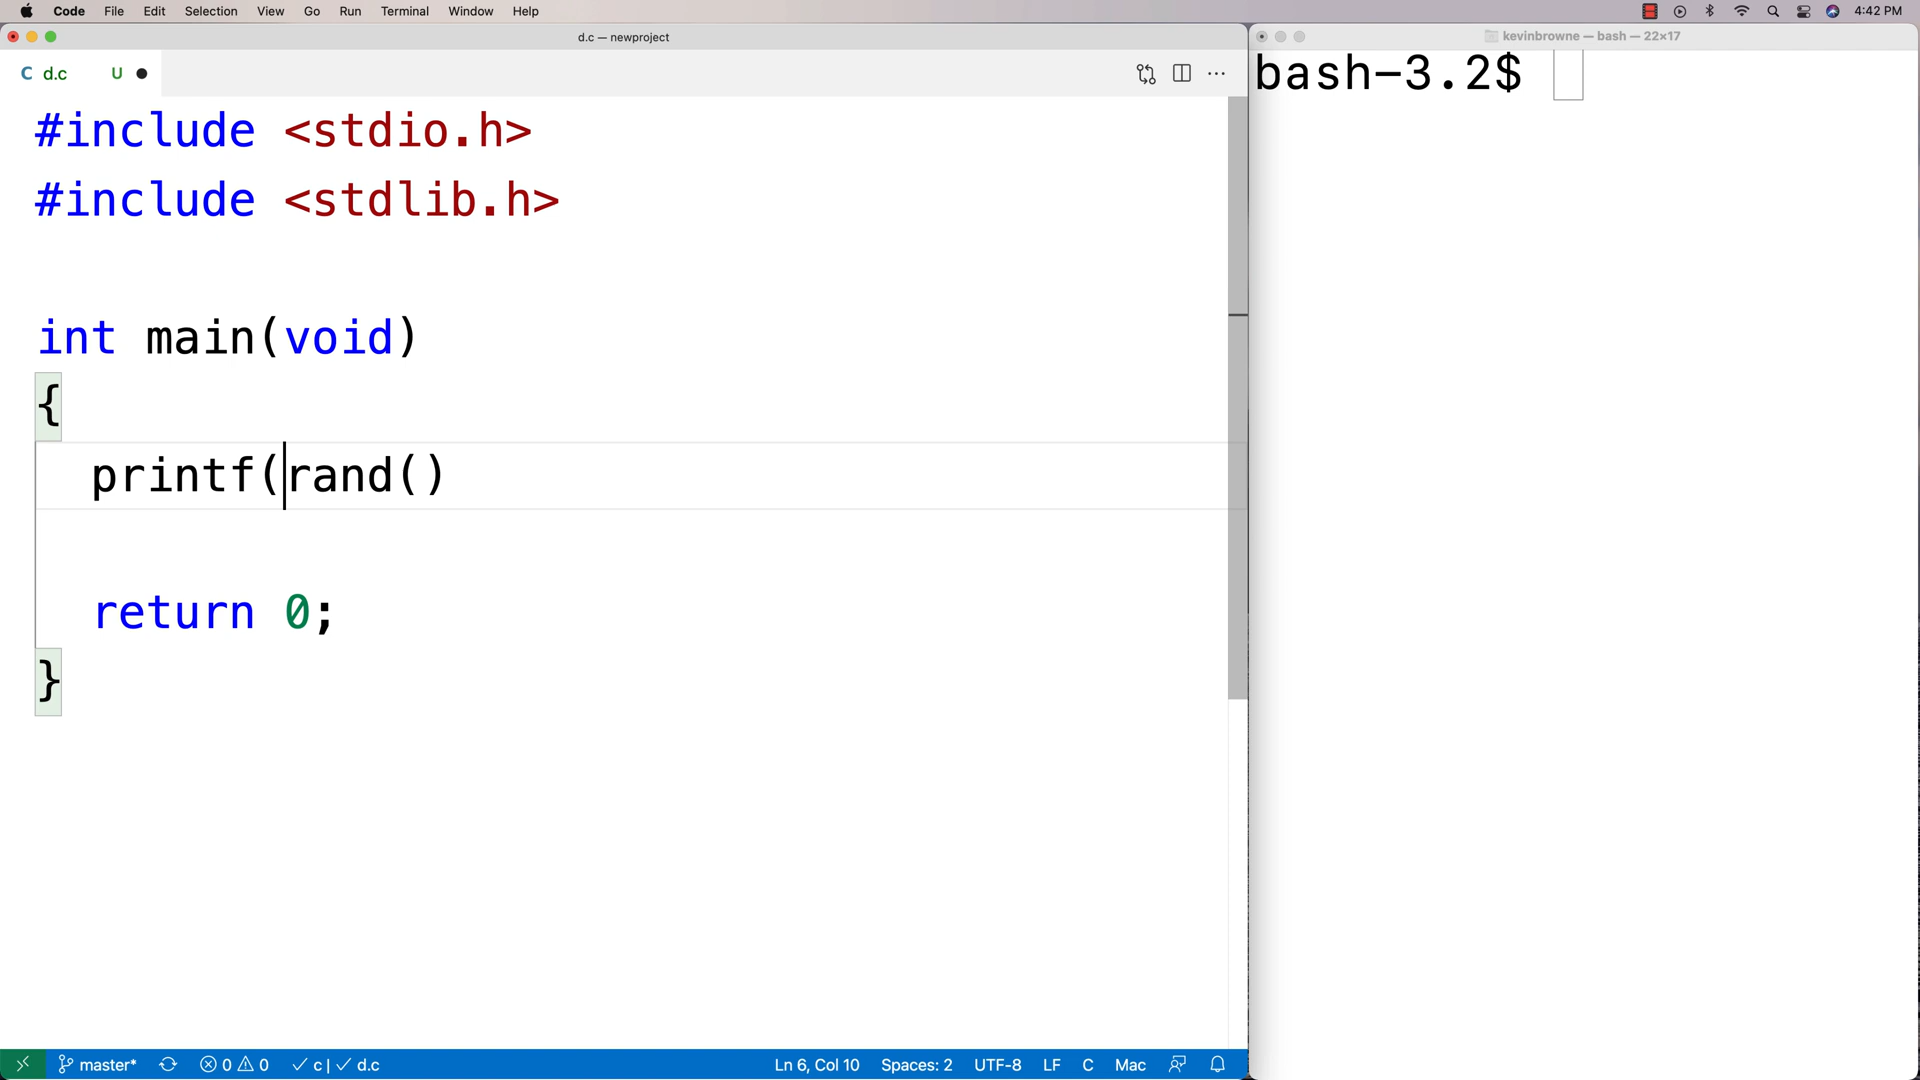 Code File Edit Selection View Go Run Terminal Window Help 4:42 PM
d.c — newproject
kevinbrowne — bash — 22×17
C d.c U
bash-3.2$
#include <stdio.h>
#include <stdlib.h>
int main(void)
{
printf(rand()
return 0;
}
master* 0 0 c | d.c Ln 6, Col 10 Spaces: 2 UTF-8 LF C Mac